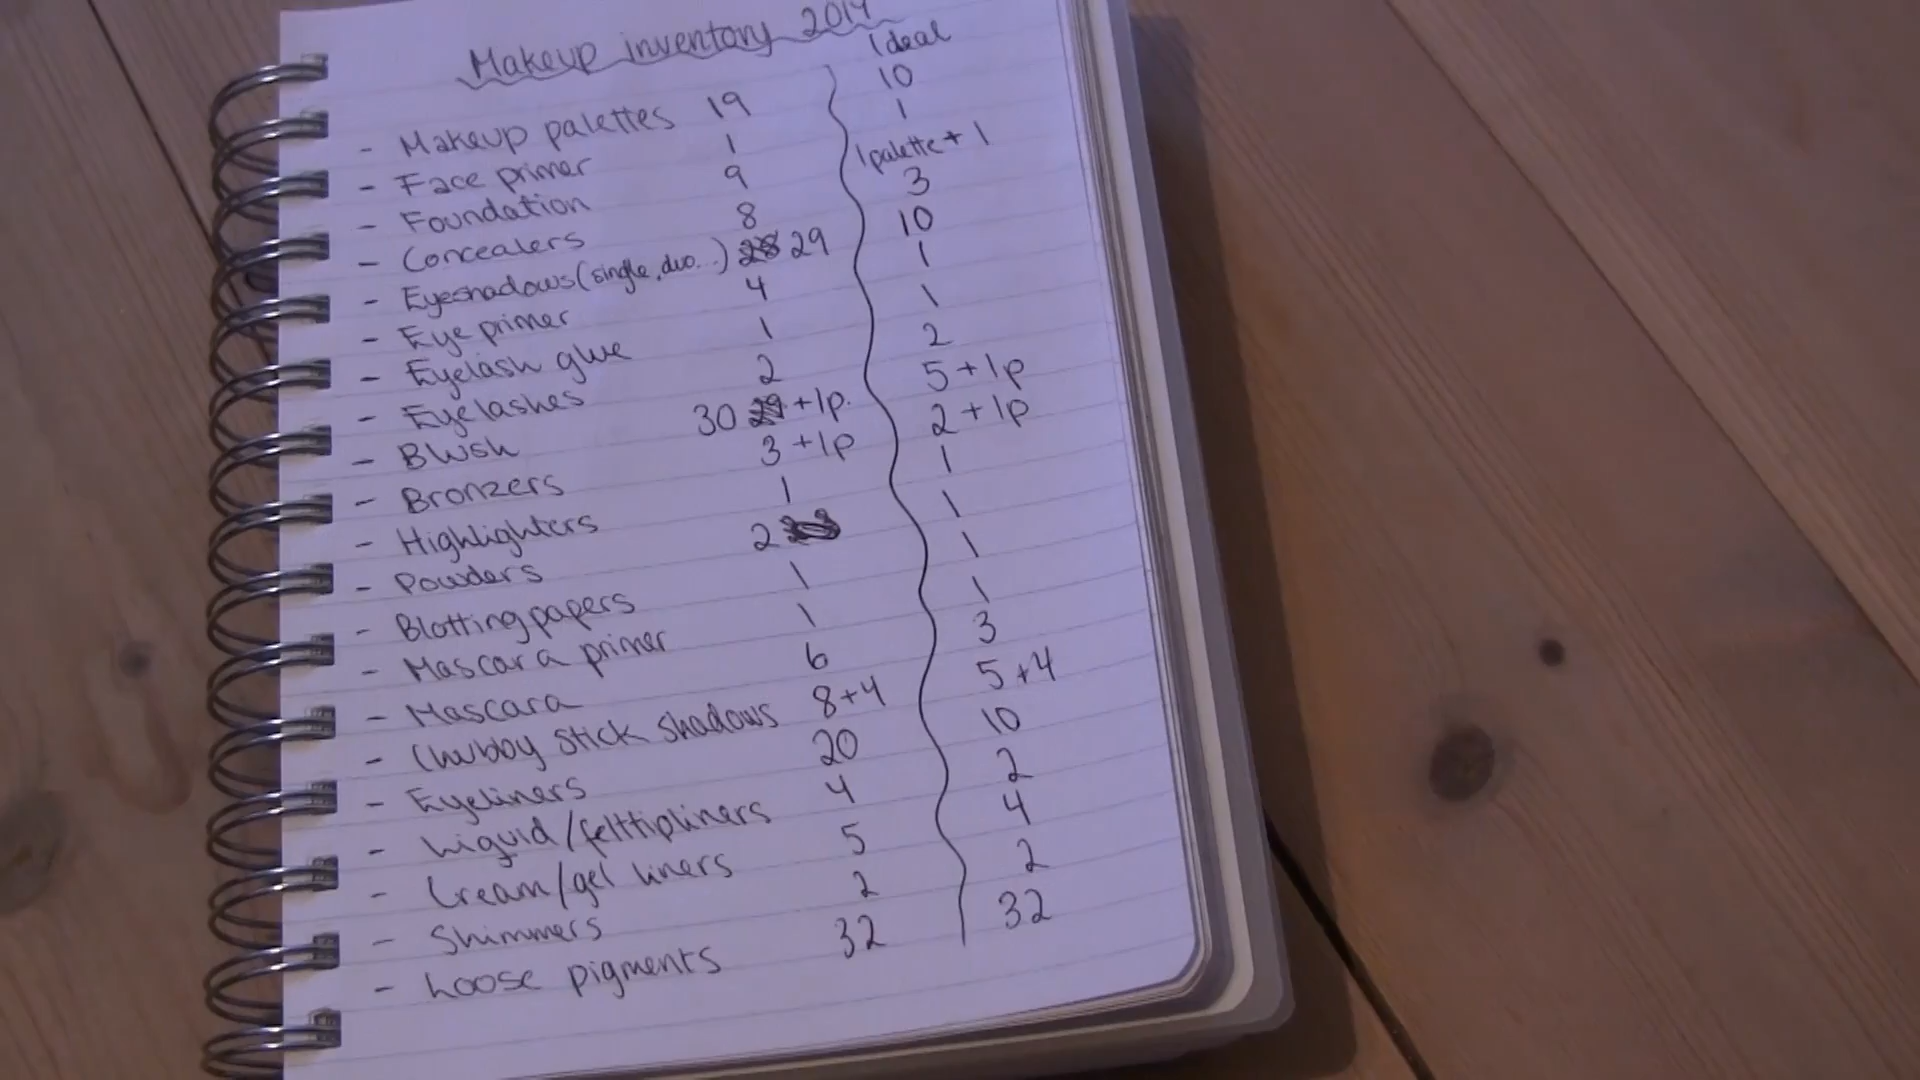 Makeup inventory 2014
Ideal
- Makeup palettes 19 10
- Face primer 1 1
- Foundation 9 1 palette + 1
- Concealers 8 3
- Eyeshadows (single, duo...) 29 10
- Eye primer 4 1
- Eyelash glue 1 1
- Eyelashes 2 2
- Blush 30 +1p. 5 +1p
- Bronzers 3 +1p 2 +1p
- Highlighters 1 1
- Powders 2 1
- Blotting papers 1 1
- Mascara primer 1 1
- Mascara 6 3
- Chubby stick shadows 8+4 5+4
- Eyeliners 20 10
- Liquid/felttipliners 4 2
- Cream/gel liners 5 4
- Shimmers 2 2
- Loose pigments 32 32